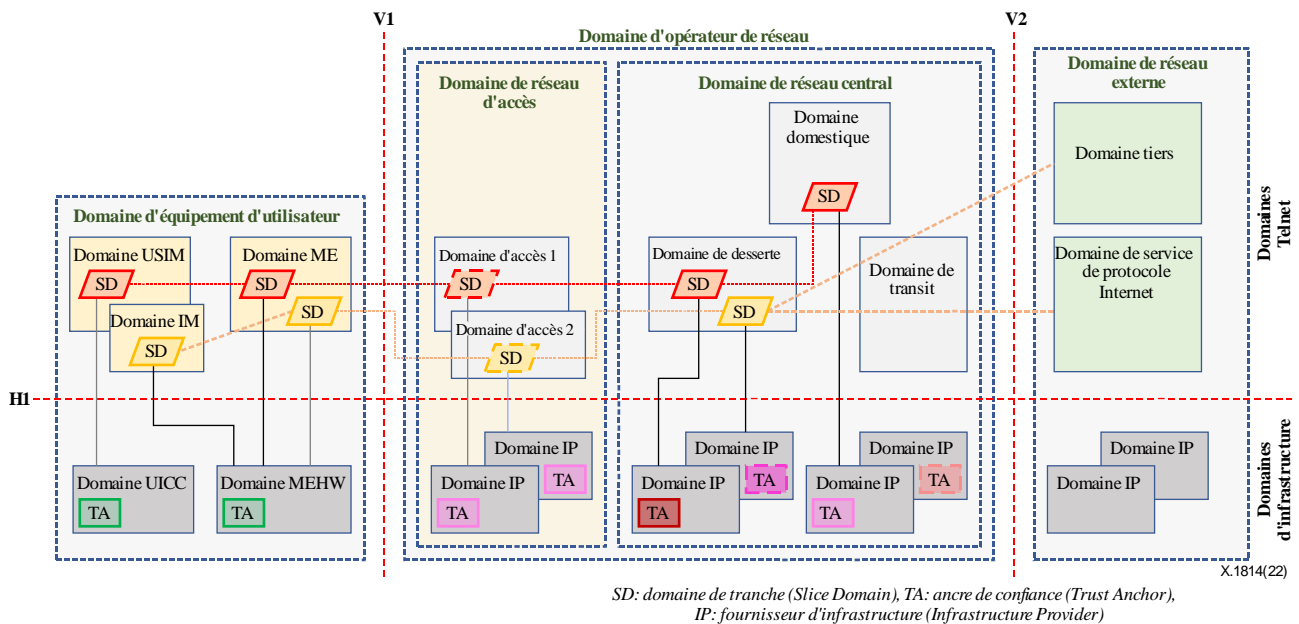 V1
V2
Domaine d'opérateur de réseau
Domaine de réseau
d'accès
Domaine de réseau central
Domaine de réseau
externe
Domaine
domestique
SD
Domaine tiers
Domaines
Telnet
Domaine d'équipement d'utilisateur
Domaine USIM
SD
Domaine ME
SD
SD
Domaine IM
SD
Domaine d'accès 1
SD
Domaine d'accès 2
SD
Domaine de desserte
SD
SD
Domaine de
transit
Domaine de service
de protocole
Internet
H1
Domaine UICC
TA
Domaine MEHW
TA
Domaine IP
TA
Domaine IP
TA
Domaine IP
TA
Domaine IP
TA
Domaine IP
TA
Domaine IP
TA
Domaine IP
Domaine IP
Domaines
d'infrastructure
X.1814(22)
SD: domaine de tranche (Slice Domain), TA: ancre de confiance (Trust Anchor),
IP: fournisseur d'infrastructure (Infrastructure Provider)